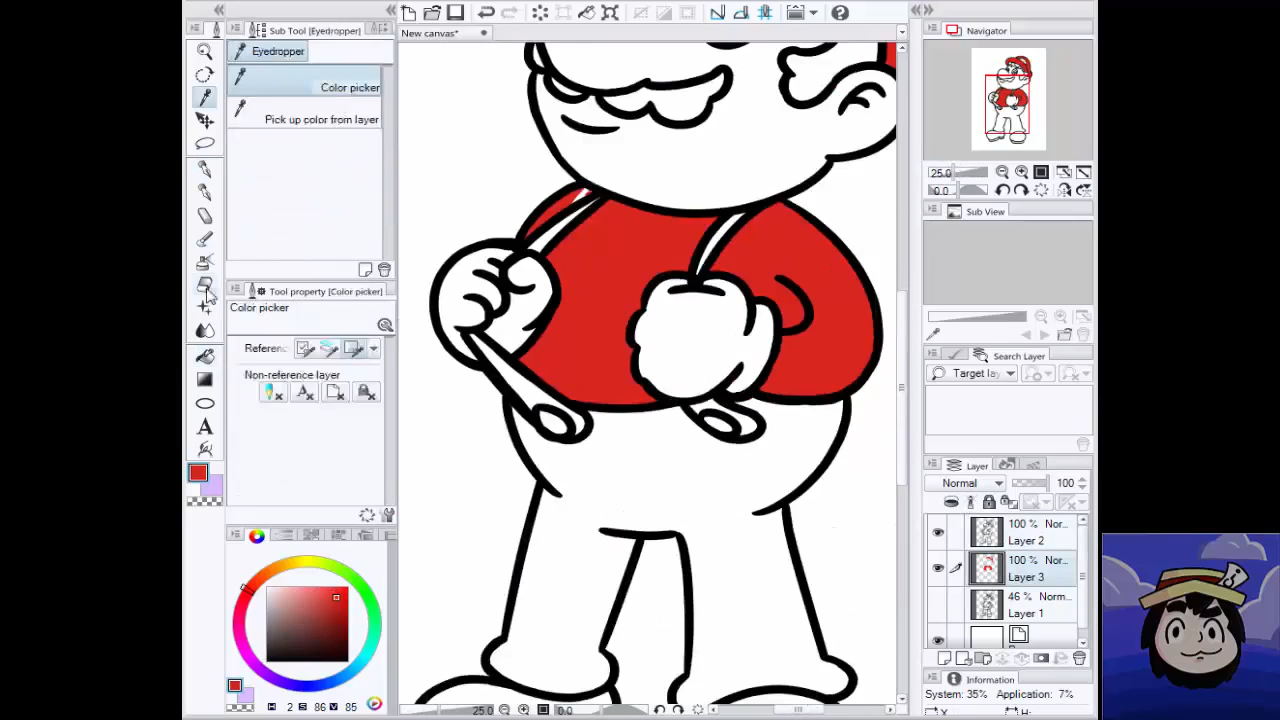 Sub Tool [Eyedropper]
Eyedropper
Color picker
Pick up color from layer
Tool property [Color picker]
Color picker
Referenc
Non-reference layer
H 2 S 86 V 85
New canvas*
25.0 0.0
Navigator
25.0
0.0
Sub View
Search Layer
Target lay
Layer
Normal 100
100 % Nor...
Layer 2
100 % Nor...
Layer 3
46 % Norm...
Layer 1
Information
System: 35% Application: 7%
X H: